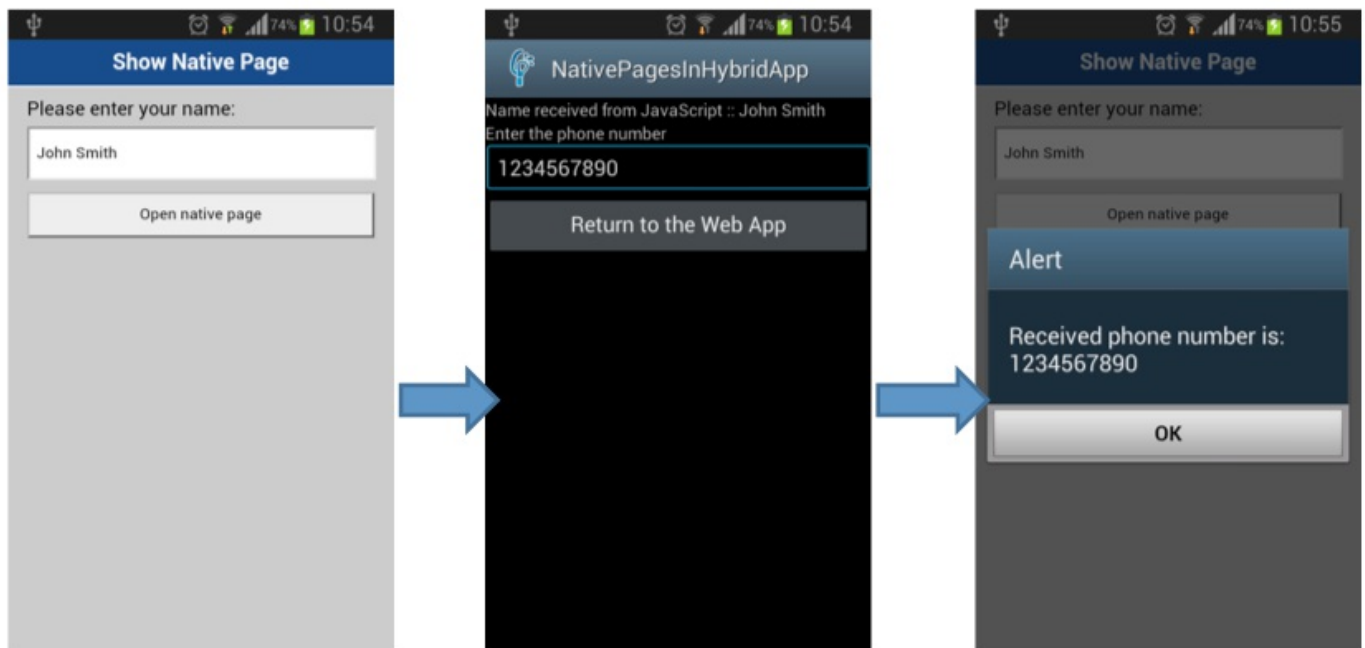 74% 10:54
Show Native Page
Please enter your name:
John Smith
Open native page
74% 10:54
NativePagesInHybridApp
Name received from JavaScript :: John Smith
Enter the phone number
1234567890
Return to the Web App
74% 10:55
Show Native Page
Please enter your name:
John Smith
Open native page
Alert
Received phone number is:
1234567890
OK